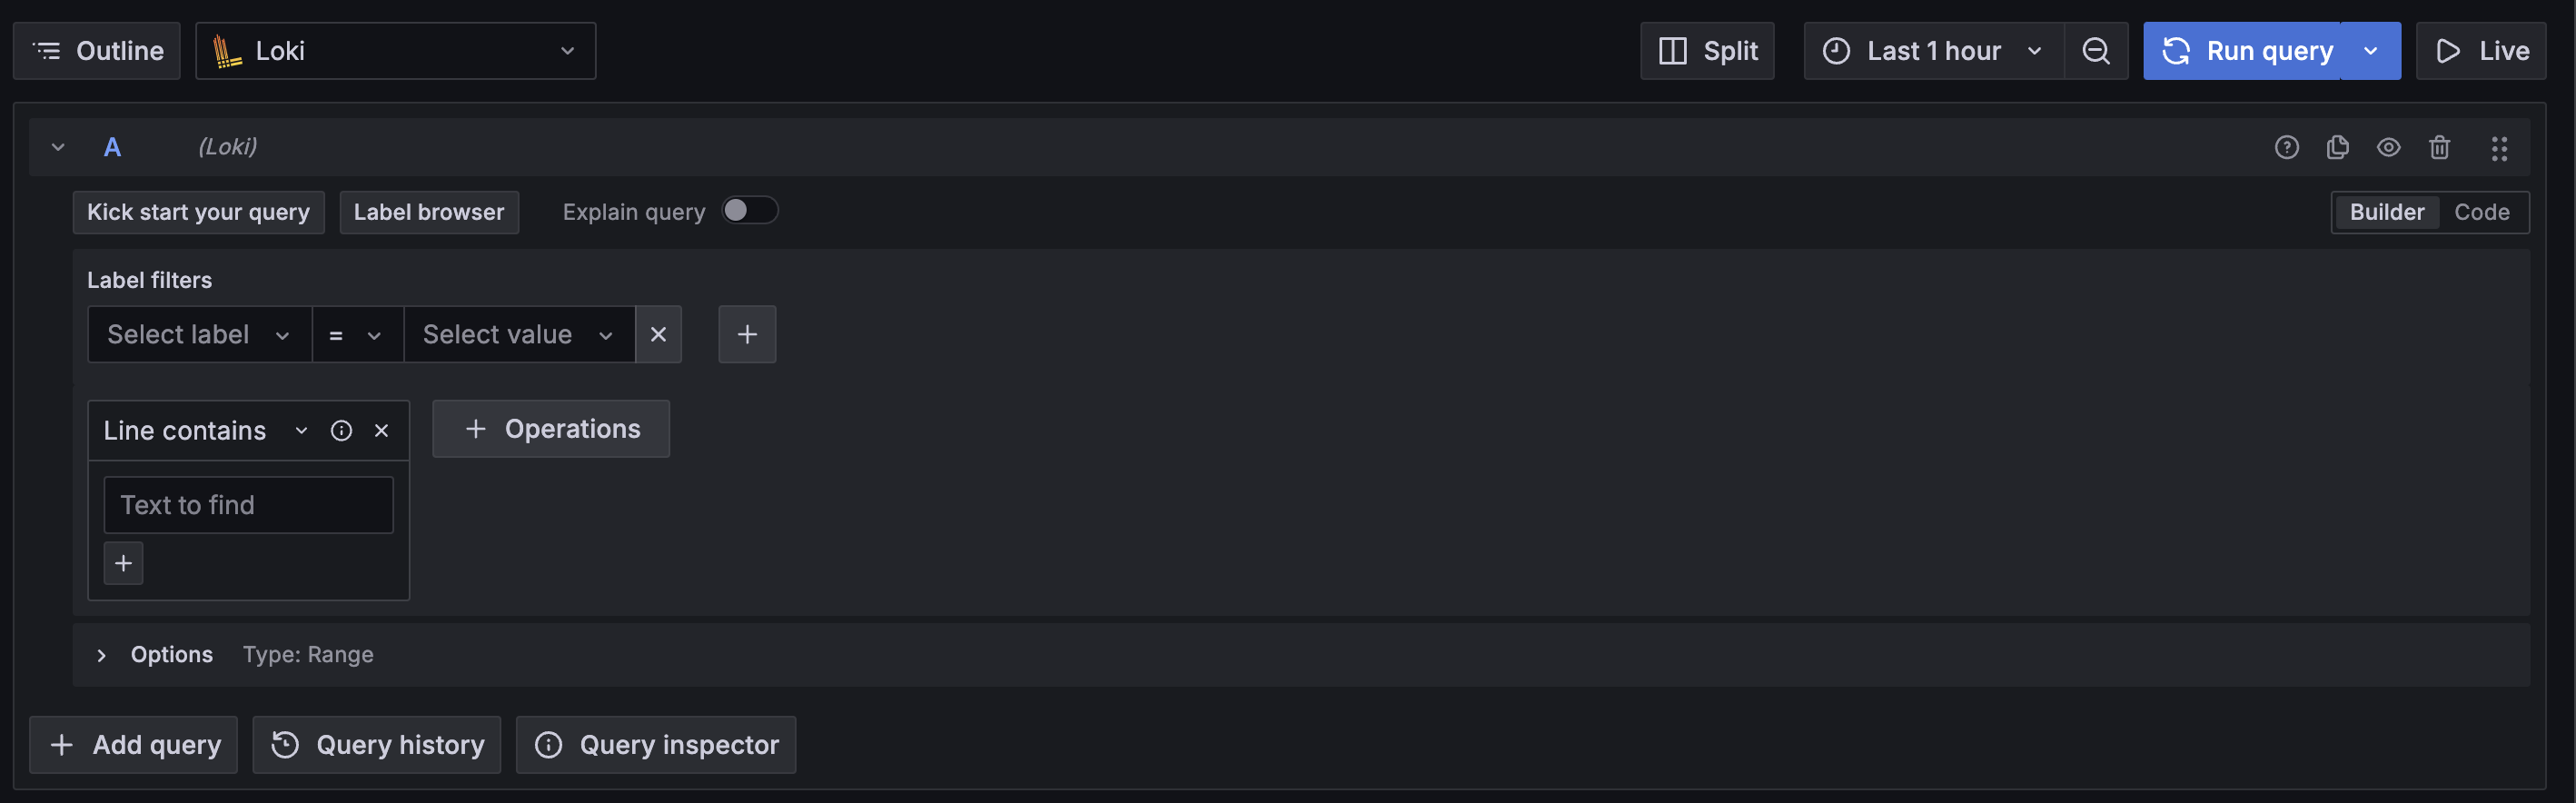 Outline Loki Split Last 1 hour Run query Live
A (Loki)
Kick start your query Label browser Explain query Builder Code
Label filters
Select label = Select value
Line contains Operations
Text to find
Options Type: Range
Add query Query history Query inspector